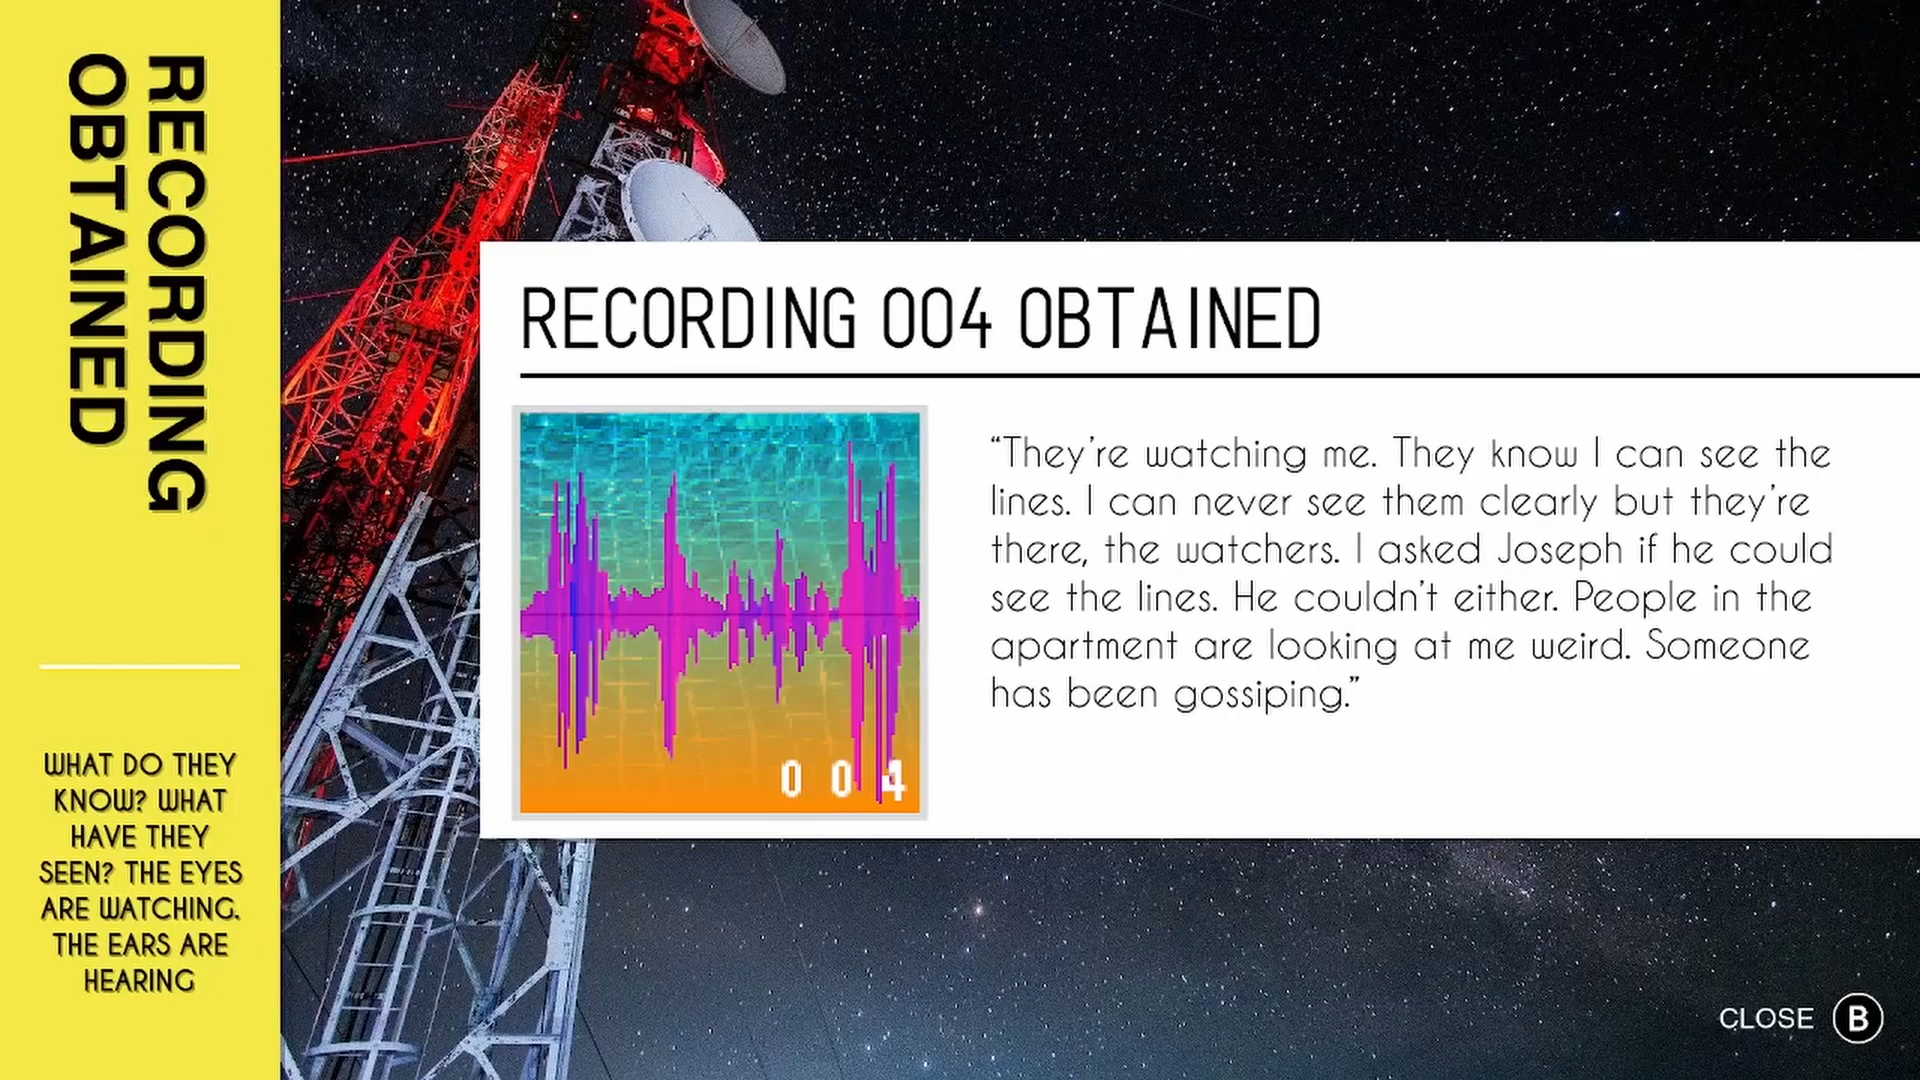 RECORDING
OBTAINED
WHAT DO THEY
KNOW? WHAT
HAVE THEY
SEEN? THE EYES
ARE WATCHING.
THE EARS ARE
HEARING
RECORDING 004 OBTAINED
004
“They’re watching me. They know I can see the
lines. I can never see them clearly but they’re
there, the watchers. I asked Joseph if he could
see the lines. He couldn’t either. People in the
apartment are looking at me weird. Someone
has been gossiping.”
CLOSE B